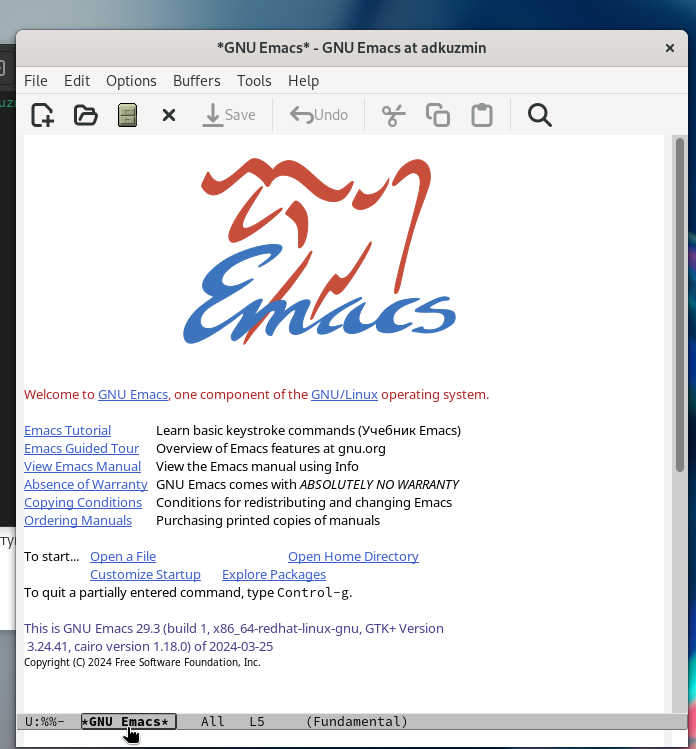 *GNU Emacs* - GNU Emacs at adkuzmin
File Edit Options Buffers Tools Help
Save Undo
Emacs
Welcome to GNU Emacs, one component of the GNU/Linux operating system.
Emacs Tutorial Learn basic keystroke commands (Учебник Emacs)
Emacs Guided Tour Overview of Emacs features at gnu.org
View Emacs Manual View the Emacs manual using Info
Absence of Warranty GNU Emacs comes with ABSOLUTELY NO WARRANTY
Copying Conditions Conditions for redistributing and changing Emacs
Ordering Manuals Purchasing printed copies of manuals
To start... Open a File Open Home Directory
Customize Startup Explore Packages
To quit a partially entered command, type Control-g.
This is GNU Emacs 29.3 (build 1, x86_64-redhat-linux-gnu, GTK+ Version
3.24.41, cairo version 1.18.0) of 2024-03-25
Copyright (C) 2024 Free Software Foundation, Inc.
U:%%- *GNU Emacs* All L5 (Fundamental)